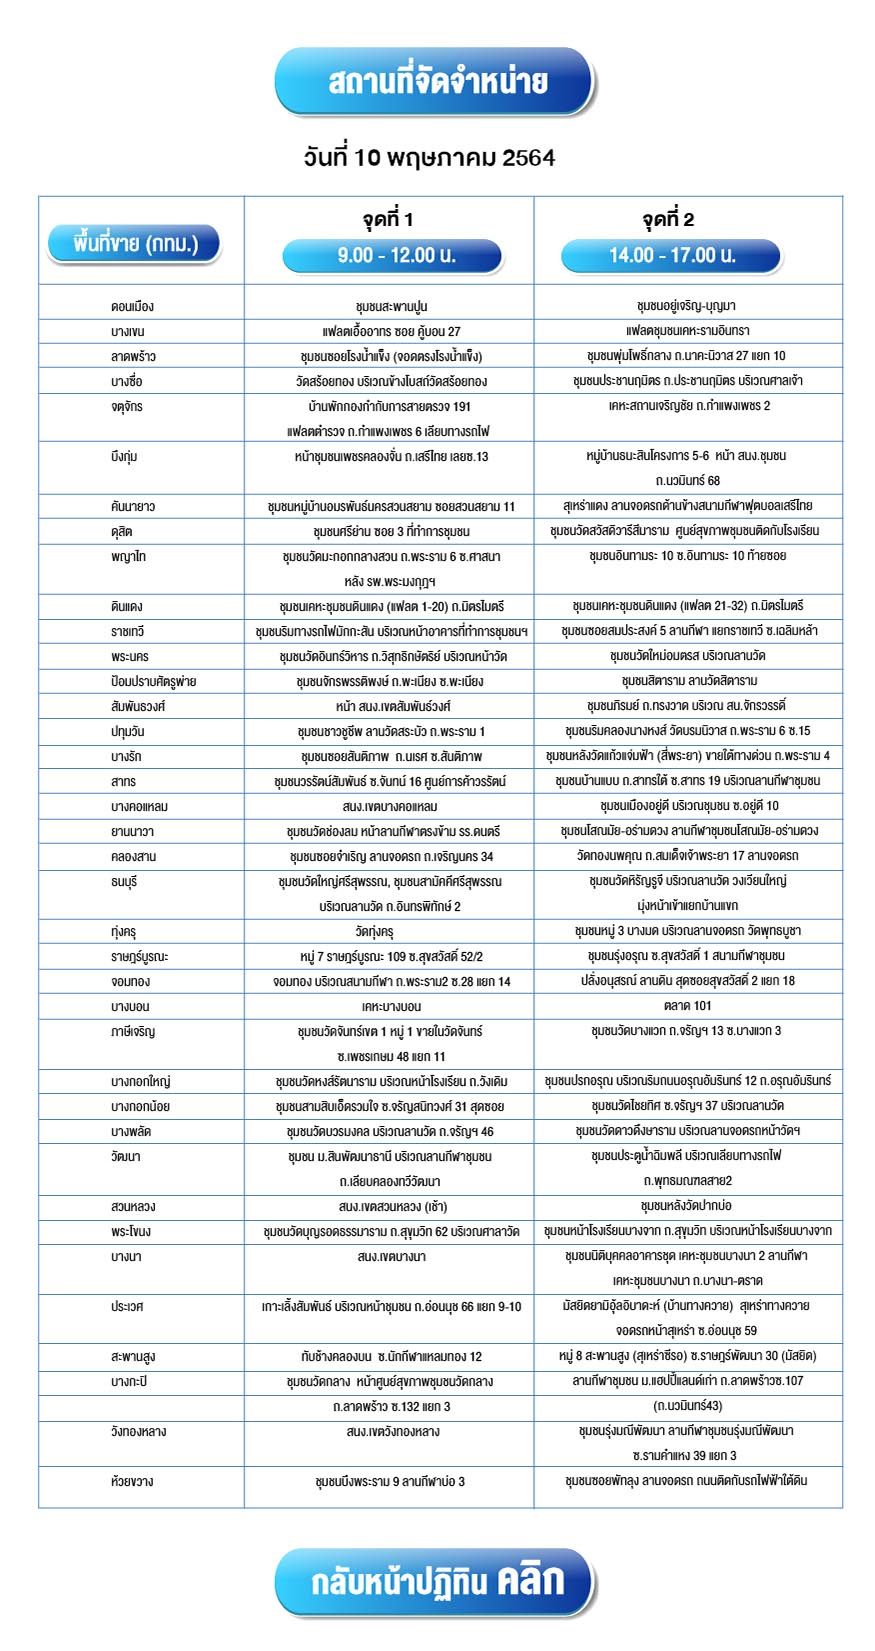 สถานที่จัดจำหน่าย
วันที่ 10 พฤษภาคม 2564
พื้นที่ขาย (กทม.)
จุดที่ 1
9.00 - 12.00 น.
จุดที่ 2
14.00 - 17.00 น.
ดอนเมือง ชุมชนสะพานปูน ชุมชนอยู่เจริญ-บุญมา
บางเขน แฟลตเอื้ออาทร ซอย คู้บอน 27 แฟลตชุมชนเคหะรามอินทรา
ลาดพร้าว ชุมชนซอยโรงน้ำแข็ง (จอดตรงโรงน้ำแข็ง) ชุมชนพุ่มโพธิ์กลาง ถ.นาคะนิวาส 27 แยก 10
บางซื่อ วัดสร้อยทอง บริเวณข้างโบสถ์วัดสร้อยทอง ชุมชนประชานฤมิตร ถ.ประชานฤมิตร บริเวณศาลเจ้า
จตุจักร บ้านพักกองกำกับการสายตรวจ 191 เคหะสถานเจริญชัย ถ.กำแพงเพชร 2
แฟลตตำรวจ ถ.กำแพงเพชร 6 เลียบทางรถไฟ
บึงกุ่ม หน้าชุมชนเพชรคลองจั่น ถ.เสรีไทย เลยซ.13 หมู่บ้านธนะสินโครงการ 5-6 หน้า สนง.ชุมชน
ถ.นวมินทร์ 68
คันนายาว ชุมชนหมู่บ้านอมรพันธ์นครสวนสยาม ซอยสวนสยาม 11 สุเหร่าแดง ลานจอดรถด้านข้างสนามกีฬาฟุตบอลเสรีไทย
ดุสิต ชุมชนศรีย่าน ซอย 3 ที่ทำการชุมชน ชุมชนวัดสวัสดิวารีสีมาราม ศูนย์สุขภาพชุมชนติดกับโรงเรียน
พญาไท ชุมชนวัดมะกอกกลางสวน ถ.พระราม 6 ซ.ศาสนา ชุมชนอินทามระ 10 ซ.อินทามระ 10 ท้ายซอย
หลัง รพ.พระมงกุฎฯ
ดินแดง ชุมชนเคหะชุมชนดินแดง (แฟลต 1-20) ถ.มิตรไมตรี ชุมชนเคหะชุมชนดินแดง (แฟลต 21-32) ถ.มิตรไมตรี
ราชเทวี ชุมชนริมทางรถไฟมักกะสัน บริเวณหน้าอาคารที่ทำการชุมชนฯ ชุมชนซอยสมประสงค์ 5 ลานกีฬา แยกราชเทวี ซ.เฉลิมหล้า
พระนคร ชุมชนวัดอินทร์วิหาร ถ.วิสุทธิกษัตริย์ บริเวณหน้าวัด ชุมชนวัดใหม่อมตรส บริเวณลานวัด
ป้อมปราบศัตรูพ่าย ชุมชนจักรพรรดิพงษ์ ถ.พะเนียง ซ.พะเนียง ชุมชนสิตาราม ลานวัดสิตาราม
สัมพันธวงศ์ หน้า สนง.เขตสัมพันธ์วงศ์ ชุมชนภิรมย์ ถ.ทรงวาด บริเวณ สน.จักรวรรดิ์
ปทุมวัน ชุมชนชาวชูชีพ ลานวัดสระบัว ถ.พระราม 1 ชุมชนริมคลองนางหงส์ วัดบรมนิวาส ถ.พระราม 6 ซ.15
บางรัก ชุมชนซอยสันติภาพ ถ.นเรศ ซ.สันติภาพ ชุมชนหลังวัดแก้วแจ่มฟ้า (สี่พระยา) ขายใต้ทางด่วน ถ.พระราม 4
สาทร ชุมชนวรรัตน์สัมพันธ์ ซ.จันทน์ 16 ศูนย์การค้าวรรัตน์ ชุมชนบ้านแบบ ถ.สาทรใต้ ซ.สาทร 19 บริเวณลานกีฬาชุมชน
บางคอแหลม สนง.เขตบางคอแหลม ชุมชนเมืองอยู่ดี บริเวณชุมชน ซ.อยู่ดี 10
ยานนาวา ชุมชนวัดช่องลม หน้าลานกีฬาตรงข้าม รร.ดนตรี ชุมชนโสณมัย-อร่ามดวง ลานกีฬาชุมชนโสณมัย-อร่ามดวง
คลองสาน ชุมชนซอยจำเริญ ลานจอดรถ ถ.เจริญนคร 34 วัดทองนพคุณ ถ.สมเด็จเจ้าพระยา 17 ลานจอดรถ
ธนบุรี ชุมชนวัดใหญ่ศรีสุพรรณ, ชุมชนสามัคคีศรีสุพรรณ ชุมชนวัดหิรัญรูจี บริเวณลานวัด วงเวียนใหญ่
บริเวณลานวัด ถ.อินทรพิทักษ์ 2 มุ่งหน้าเข้าแยกบ้านแขก
ทุ่งครุ วัดทุ่งครุ ชุมชนหมู่ 3 บางมด บริเวณลานจอดรถ วัดพุทธบูชา
ราษฎร์บูรณะ หมู่ 7 ราษฎร์บูรณะ 109 ซ.สุขสวัสดิ์ 52/2 ชุมชนรุ่งอรุณ ซ.สุขสวัสดิ์ 1 สนามกีฬาชุมชน
จอมทอง จอมทอง บริเวณสนามกีฬา ถ.พระราม2 ซ.28 แยก 14 ปลั่งอนุสรณ์ ลานดิน สุดซอยสุขสวัสดิ์ 2 แยก 18
บางบอน เคหะบางบอน ตลาด 101
ภาษีเจริญ ชุมชนวัดจันทร์เขต 1 หมู่ 1 ขายในวัดจันทร์ ชุมชนวัดบางแวก ถ.จรัญฯ 13 ซ.บางแวก 3
ซ.เพชรเกษม 48 แยก 11
บางกอกใหญ่ ชุมชนวัดหงส์รัตนาราม บริเวณหน้าโรงเรียน ถ.วังเดิม ชุมชนปรกอรุณ บริเวณริมถนนอรุณอัมรินทร์ 12 ถ.อรุณอัมรินทร์
บางกอกน้อย ชุมชนสามสิบเอ็ดรวมใจ ซ.จรัญสนิทวงศ์ 31 สุดซอย ชุมชนวัดไชยทิศ ซ.จรัญฯ 37 บริเวณลานวัด
บางพลัด ชุมชนวัดบวรมงคล บริเวณลานวัด ถ.จรัญฯ 46 ชุมชนวัดดาวดึงษาราม บริเวณลานจอดรถหน้าวัดฯ
วัฒนา ชุมชน ม.สินพัฒนาธานี บริเวณลานกีฬาชุมชน ชุมชนประตูน้ำฉิมพลี บริเวณเลียบทางรถไฟ
ถ.เลียบคลองทวีวัฒนา ถ.พุทธมณฑลสาย2
สวนหลวง สนง.เขตสวนหลวง (เช้า) ชุมชนหลังวัดปากบ่อ
พระโขนง ชุมชนวัดบุญรอดธรรมาราม ถ.สุขุมวิท 62 บริเวณศาลาวัด ชุมชนหน้าโรงเรียนบางจาก ถ.สุขุมวิท บริเวณหน้าโรงเรียนบางจาก
บางนา สนง.เขตบางนา ชุมชนนิติบุคคลอาคารชุด เคหะชุมชนบางนา 2 ลานกีฬา
เคหะชุมชนบางนา ถ.บางนา-ตราด
ประเวศ เกาะเลิ้งสัมพันธ์ บริเวณหน้าชุมชน ถ.อ่อนนุช 66 แยก 9-10 มัสยิดยามิอุ้ลอิบาดะห์ (บ้านทางควาย) สุเหร่าทางควาย
จอดรถหน้าสุเหร่า ซ.อ่อนนุช 59
สะพานสูง ทับช้างคลองบน ซ.นักกีฬาแหลมทอง 12 หมู่ 8 สะพานสูง (สุเหร่าซีรอ) ซ.ราษฎร์พัฒนา 30 (มัสยิด)
บางกะปิ ชุมชนวัดกลาง หน้าศูนย์สุขภาพชุมชนวัดกลาง ลานกีฬาชุมชน ม.แฮปปี้แลนด์เก่า ถ.ลาดพร้าวซ.107
ถ.ลาดพร้าว ซ.132 แยก 3 (ถ.นวมินทร์43)
วังทองหลาง สนง.เขตวังทองหลาง ชุมชนรุ่งมณีพัฒนา ลานกีฬาชุมชนรุ่งมณีพัฒนา
ซ.รามคำแหง 39 แยก 3
ห้วยขวาง ชุมชนบึงพระราม 9 ลานกีฬาบ่อ 3 ชุมชนซอยพัทลุง ลานจอดรถ ถนนติดกับรถไฟฟ้าใต้ดิน
กลับหน้าปฏิทิน คลิก